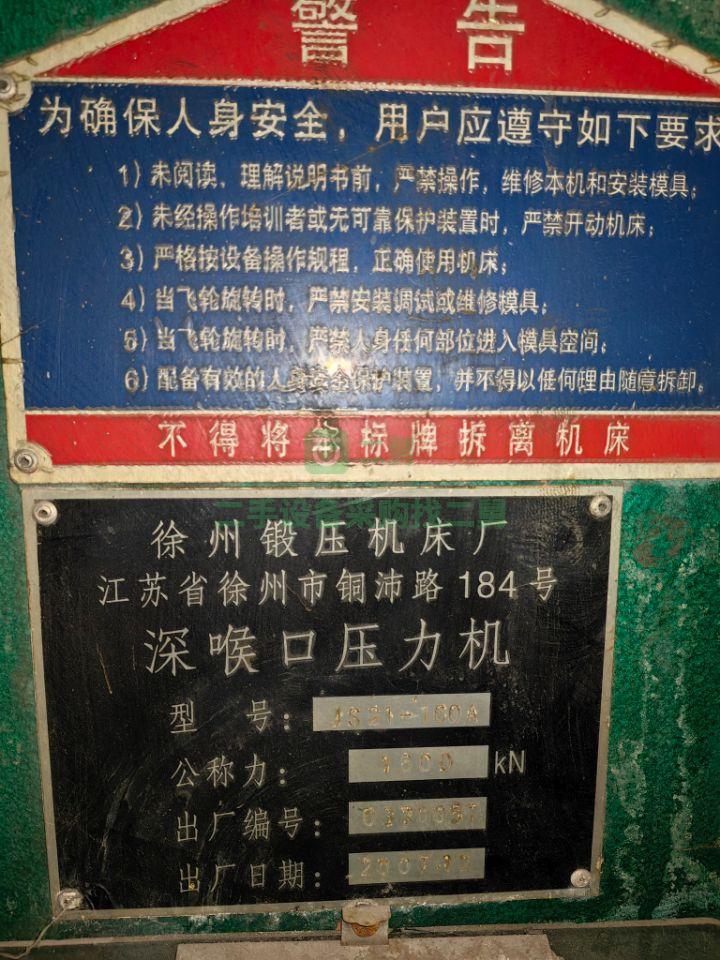 警告
为确保人身安全，用户应遵守如下要求
1）未阅读、理解说明书前，严禁操作，维修本机和安装模具；
2）未经操作培训者或无可靠保护装置时，严禁开动机床；
3）严格按设备操作规程，正确使用机床；
4）当飞轮旋转时，严禁安装调试或维修模具；
5）当飞轮旋转时，严禁人身任何部位进入模具空间；
6）配备有效的人身安全保护装置，并不得以任何理由随意拆卸。
不得将本标牌拆离机床
二手设备采购找二曼
徐州锻压机床厂
江苏省徐州市铜沛路184号
深喉口压力机
型 号：JS21-160A
公称力：1600 kN
出厂编号：
出厂日期：